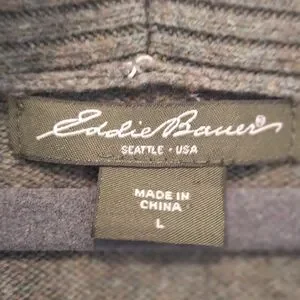 Eddie Bauer®
SEATTLE · USA
MADE IN
CHINA
L